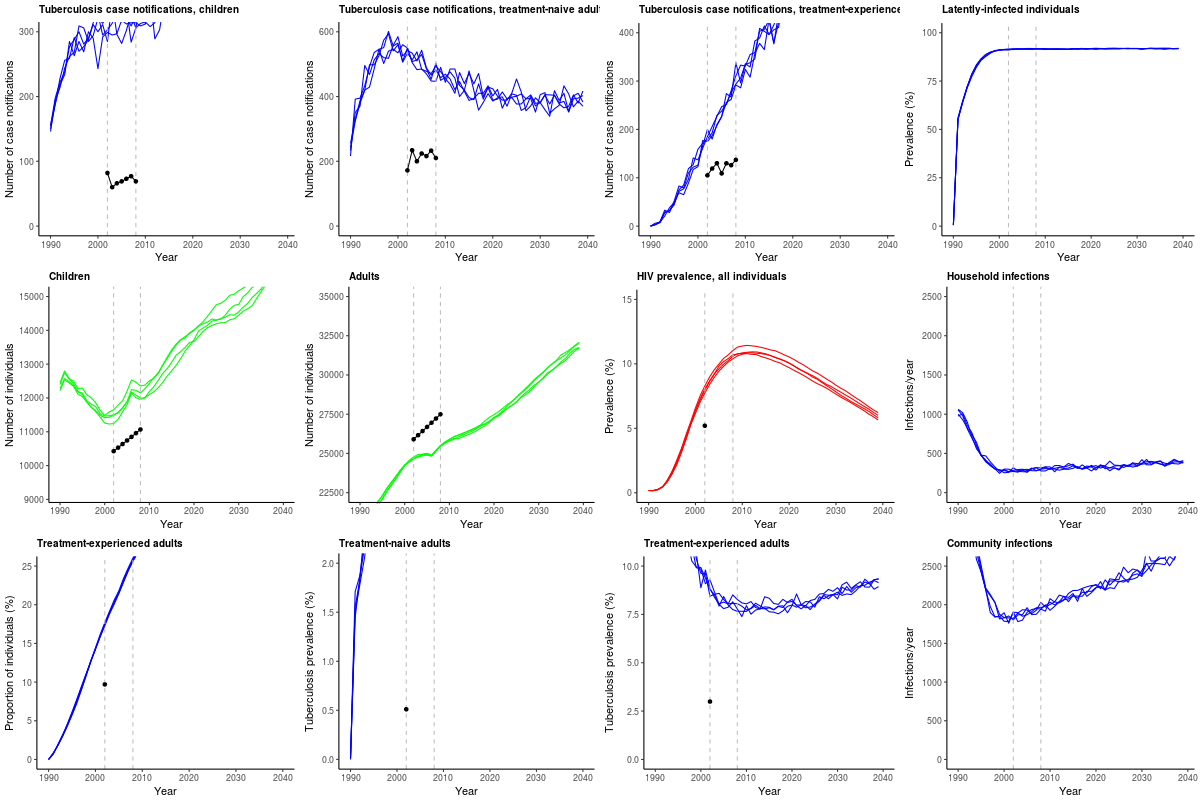 Tuberculosis case notifications, children
Number of case notifications
300
200
100
0
1990 2000 2010 2020 2030 2040
Year
Tuberculosis case notifications, treatment-naive adul
Number of case notifications
600
400
200
0
1990 2000 2010 2020 2030 2040
Year
Tuberculosis case notifications, treatment-experience
Number of case notifications
400
300
200
100
0
1990 2000 2010 2020 2030 2040
Year
Latently-infected individuals
Prevalence (%)
100
75
50
25
0
1990 2000 2010 2020 2030 2040
Year
Children
Number of individuals
15000
14000
13000
12000
11000
10000
9000
1990 2000 2010 2020 2030 2040
Year
Adults
Number of individuals
35000
32500
30000
27500
25000
22500
1990 2000 2010 2020 2030 2040
Year
HIV prevalence, all individuals
Prevalence (%)
15
10
5
0
1990 2000 2010 2020 2030 2040
Year
Household infections
Infections/year
2500
2000
1500
1000
500
0
1990 2000 2010 2020 2030 2040
Year
Treatment-experienced adults
Proportion of individuals (%)
25
20
15
10
5
0
1990 2000 2010 2020 2030 2040
Year
Treatment-naive adults
Tuberculosis prevalence (%)
2.0
1.5
1.0
0.5
0.0
1990 2000 2010 2020 2030 2040
Year
Treatment-experienced adults
Tuberculosis prevalence (%)
10.0
7.5
5.0
2.5
0.0
1990 2000 2010 2020 2030 2040
Year
Community infections
Infections/year
2500
2000
1500
1000
500
0
1990 2000 2010 2020 2030 2040
Year